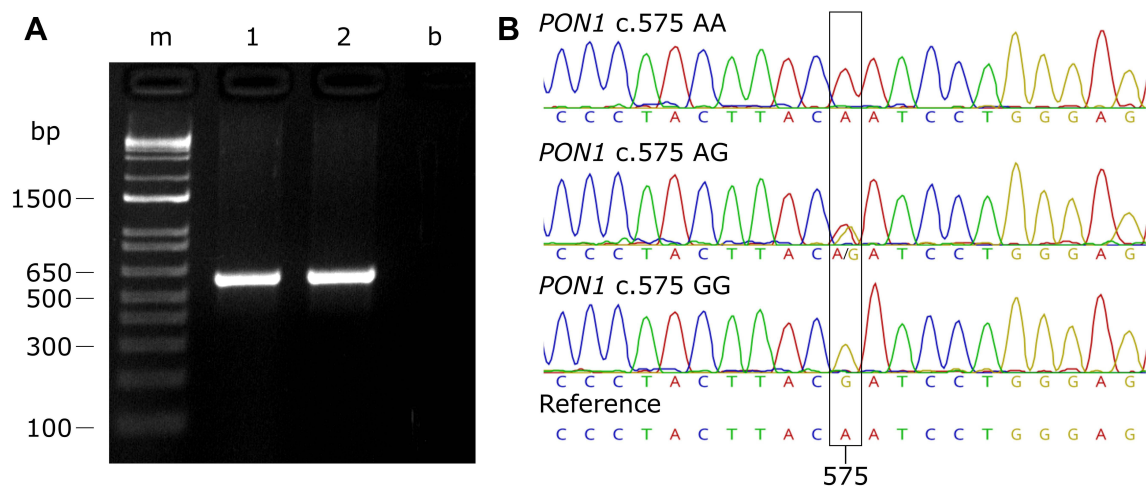 A
m 1 2 b
bp
1500
650
500
300
100
B
PON1 c.575 AA
C C C T A C T T A C A A T C C T G G G A G
PON1 c.575 AG
C C C T A C T T A C A/G A T C C T G G G A G
PON1 c.575 GG
C C C T A C T T A C G A T C C T G G G A G
Reference
C C C T A C T T A C A A T C C T G G G A G
575